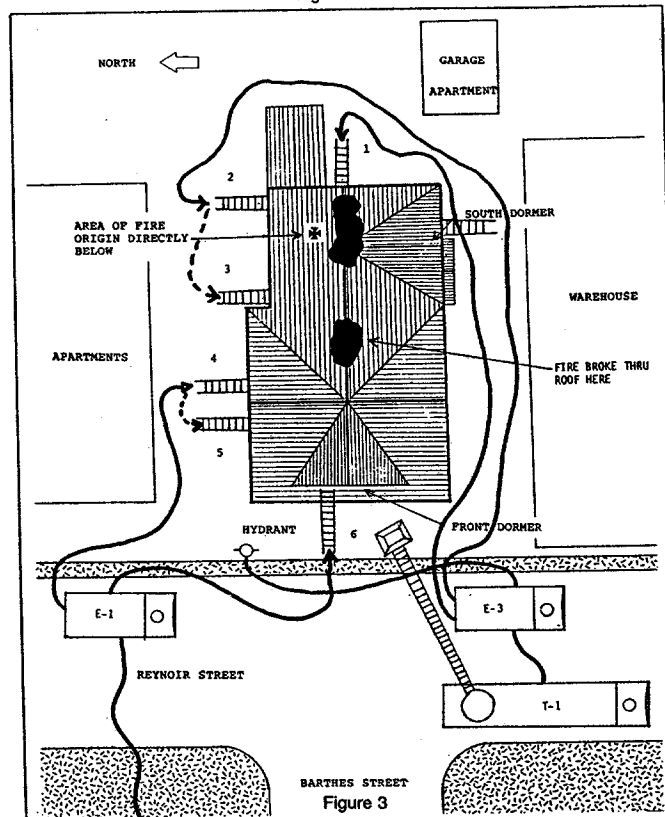 NORTH
GARAGE
APARTMENT
1
2
SOUTH DORMER
AREA OF FIRE
ORIGIN DIRECTLY
BELOW
3
WAREHOUSE
APARTMENTS
4
FIRE BROKE THRU
ROOF HERE
5
HYDRANT
6
FRONT DORMER
E-1
E-3
REYNOIR STREET
T-1
BARTHES STREET
Figure 3